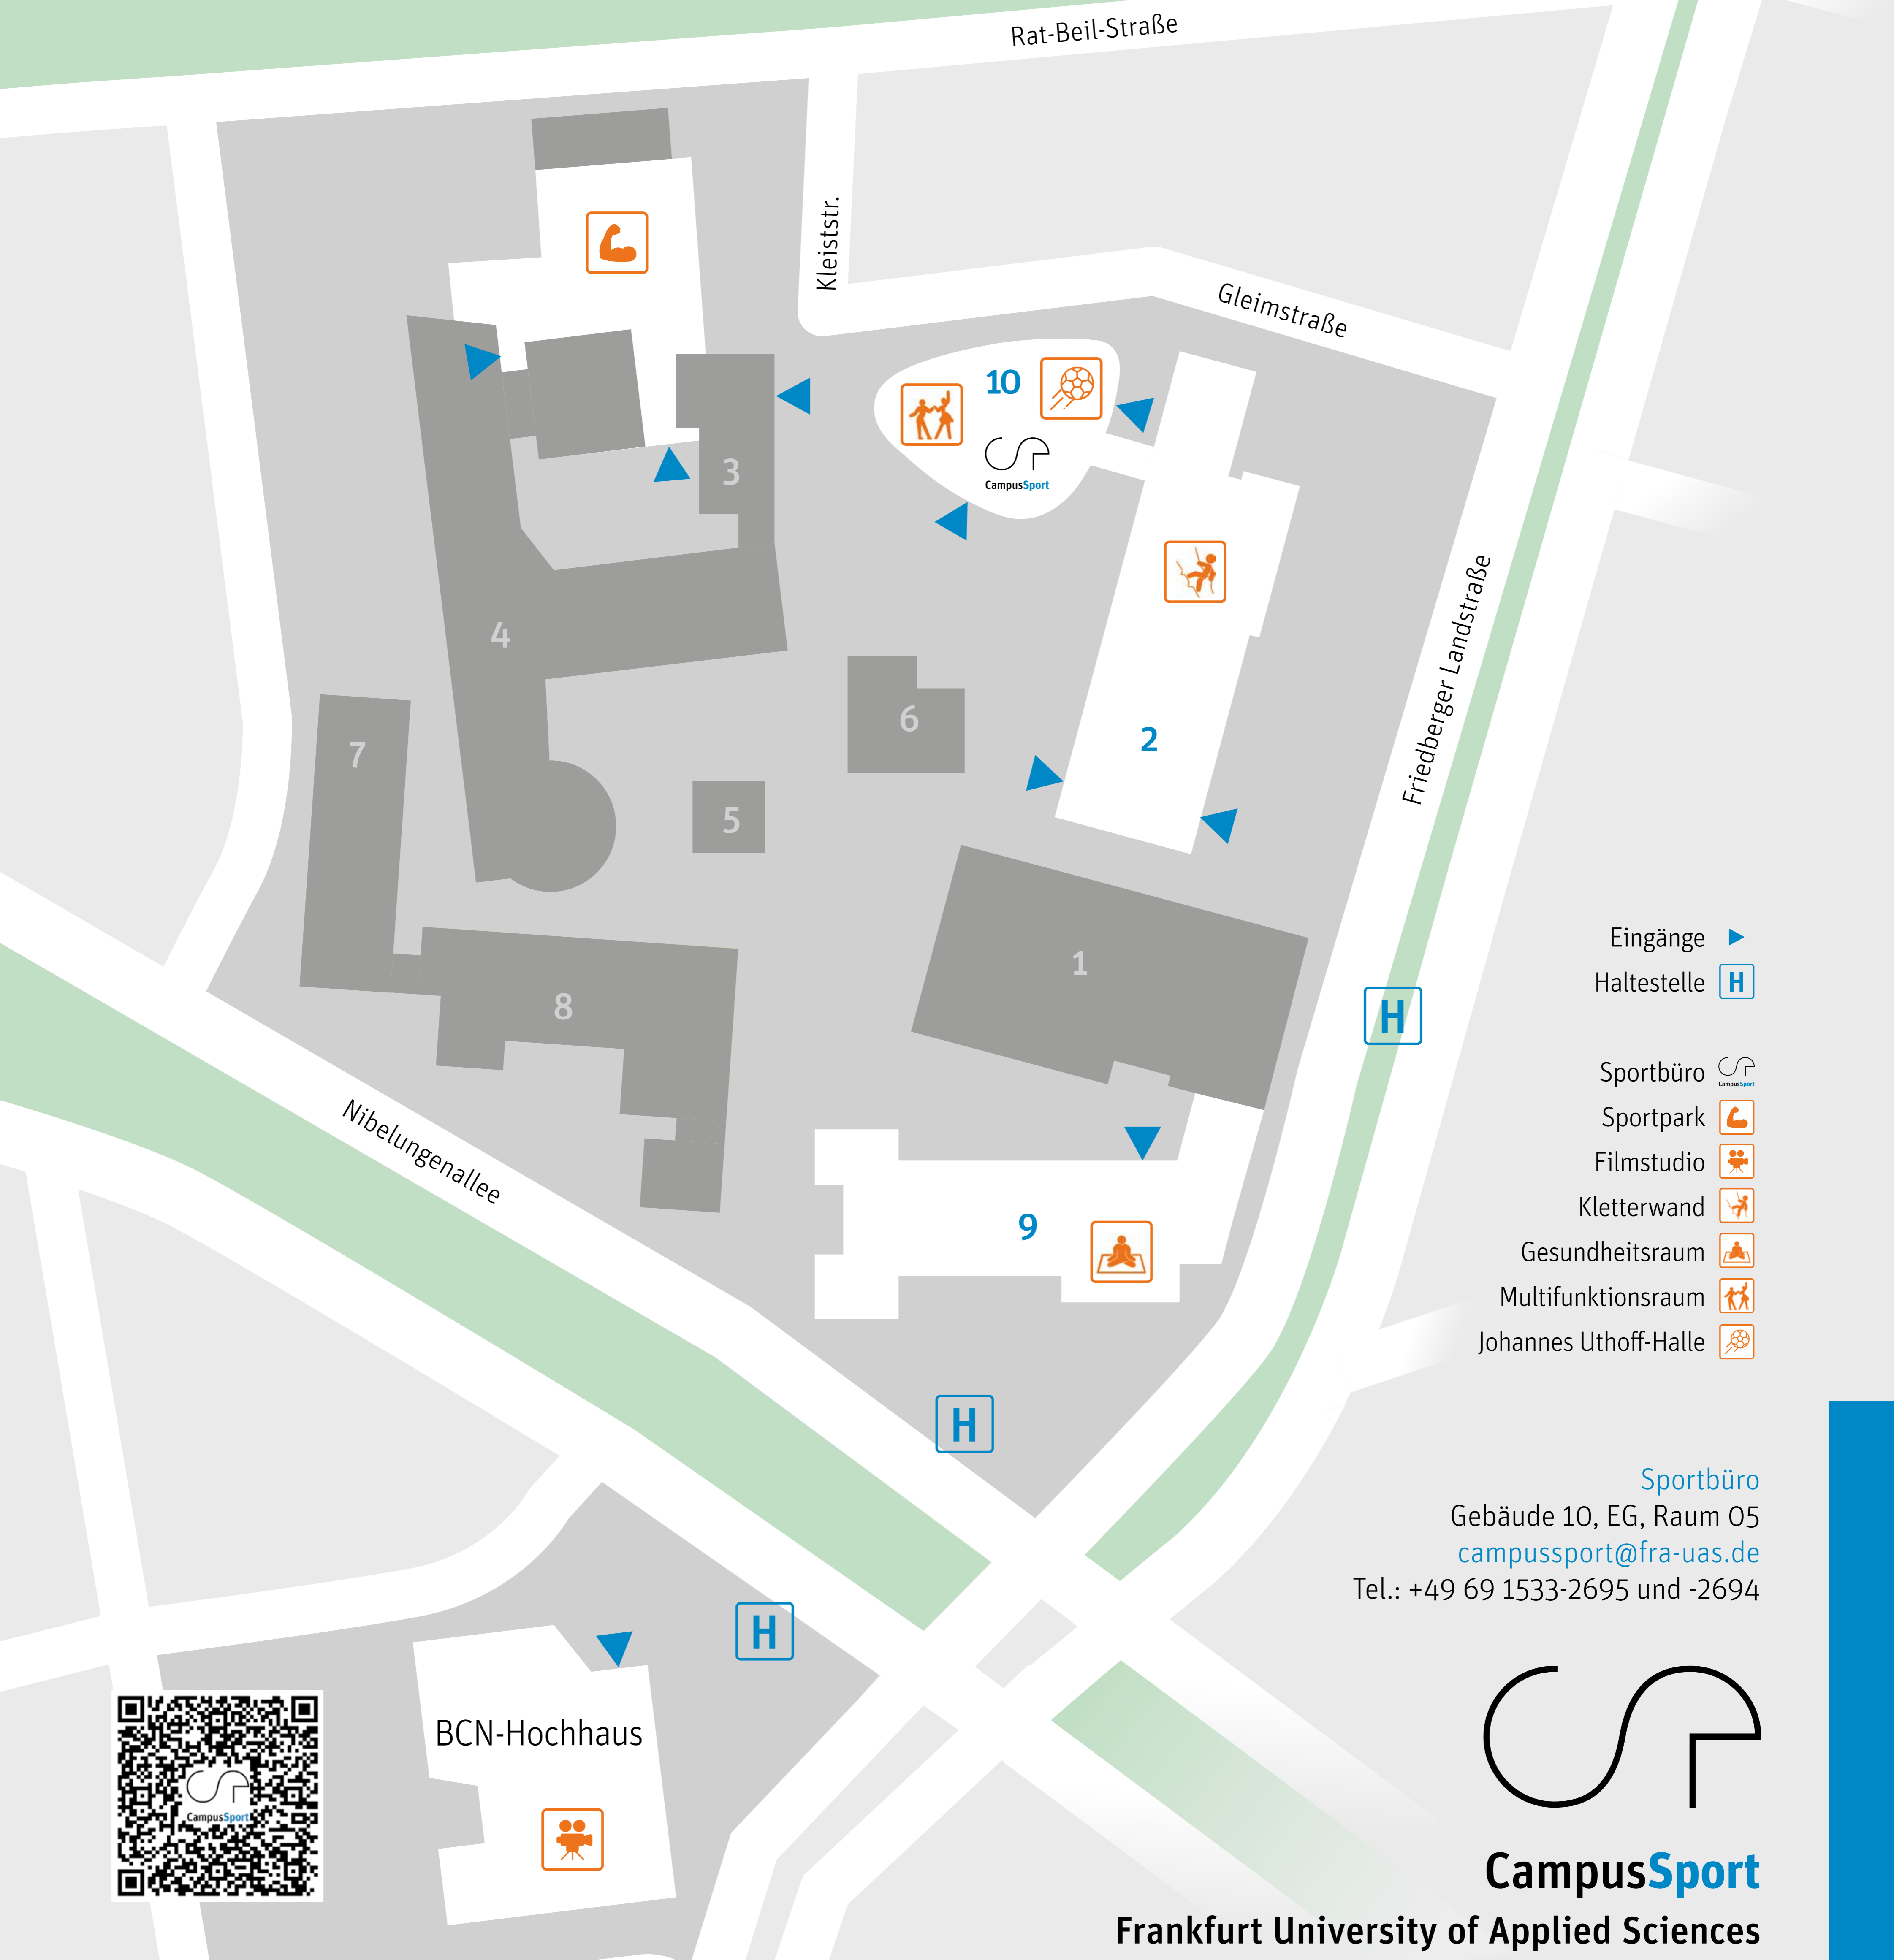 Rat-Beil-Straße
Kleiststr.
Gleimstraße
10
CampusSport
3
4
Friedberger Landstraße
6
2
7
5
1
8
Eingänge
Haltestelle H
H
Sportbüro CampusSport
Sportpark
Nibelungenallee
Filmstudio
Kletterwand
9
Gesundheitsraum
Multifunktionsraum
Johannes Uthoff-Halle
H
Sportbüro
Gebäude 10, EG, Raum 05
campussport@fra-uas.de
Tel.: +49 69 1533-2695 und -2694
H
BCN-Hochhaus
CampusSport
CampusSport
Frankfurt University of Applied Sciences